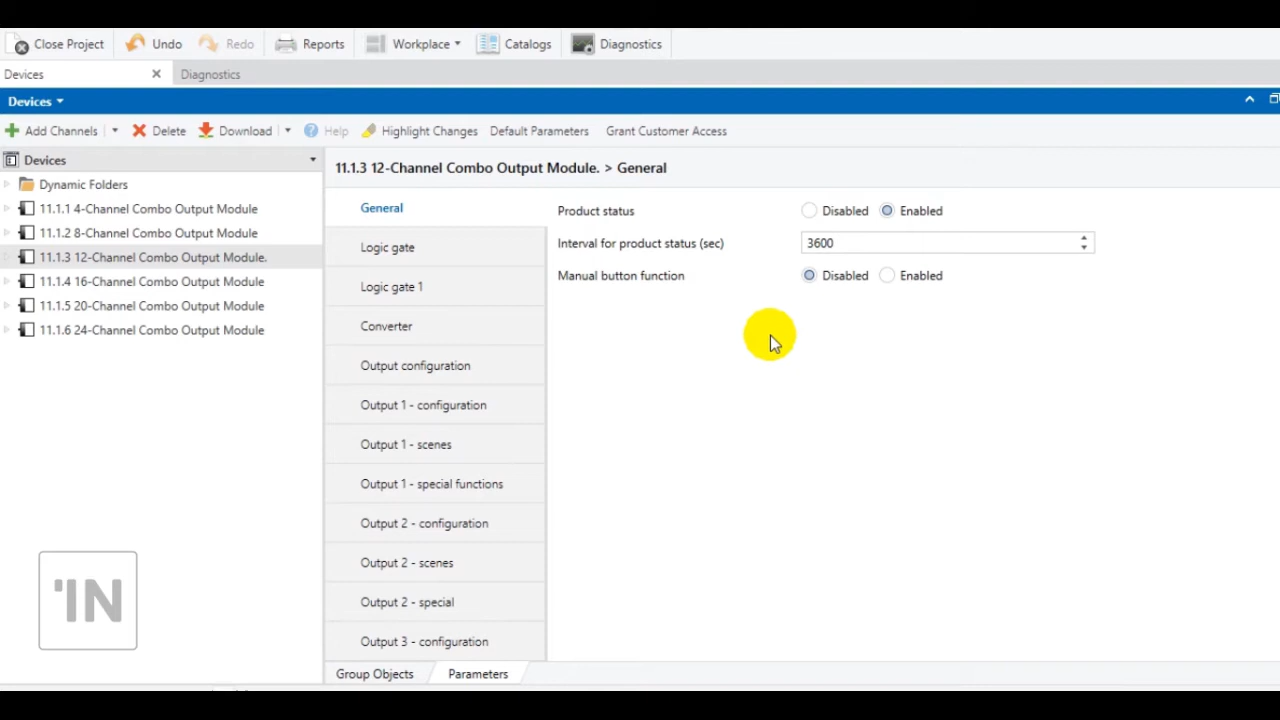 Close Project Undo Redo Reports Workplace Catalogs Diagnostics
Devices Diagnostics
Devices
Add Channels Delete Download Help Highlight Changes Default Parameters Grant Customer Access
Devices
Dynamic Folders
11.1.1 4-Channel Combo Output Module
11.1.2 8-Channel Combo Output Module
11.1.3 12-Channel Combo Output Module.
11.1.4 16-Channel Combo Output Module
11.1.5 20-Channel Combo Output Module
11.1.6 24-Channel Combo Output Module
11.1.3 12-Channel Combo Output Module. > General
General
Logic gate
Logic gate 1
Converter
Output configuration
Output 1 - configuration
Output 1 - scenes
Output 1 - special functions
Output 2 - configuration
Output 2 - scenes
Output 2 - special
Output 3 - configuration
Product status Disabled Enabled
Interval for product status (sec) 3600
Manual button function Disabled Enabled
Group Objects Parameters
'IN